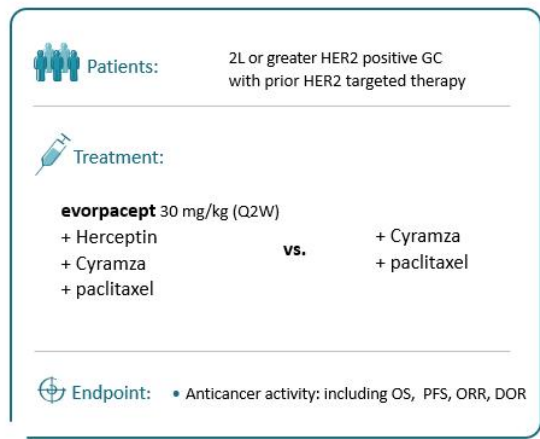 Patients:
2L or greater HER2 positive GC
with prior HER2 targeted therapy
Treatment:
evorpacept 30 mg/kg (Q2W)
+ Herceptin
+ Cyramza
+ paclitaxel
vs.
+ Cyramza
+ paclitaxel
Endpoint:
• Anticancer activity: including OS, PFS, ORR, DOR